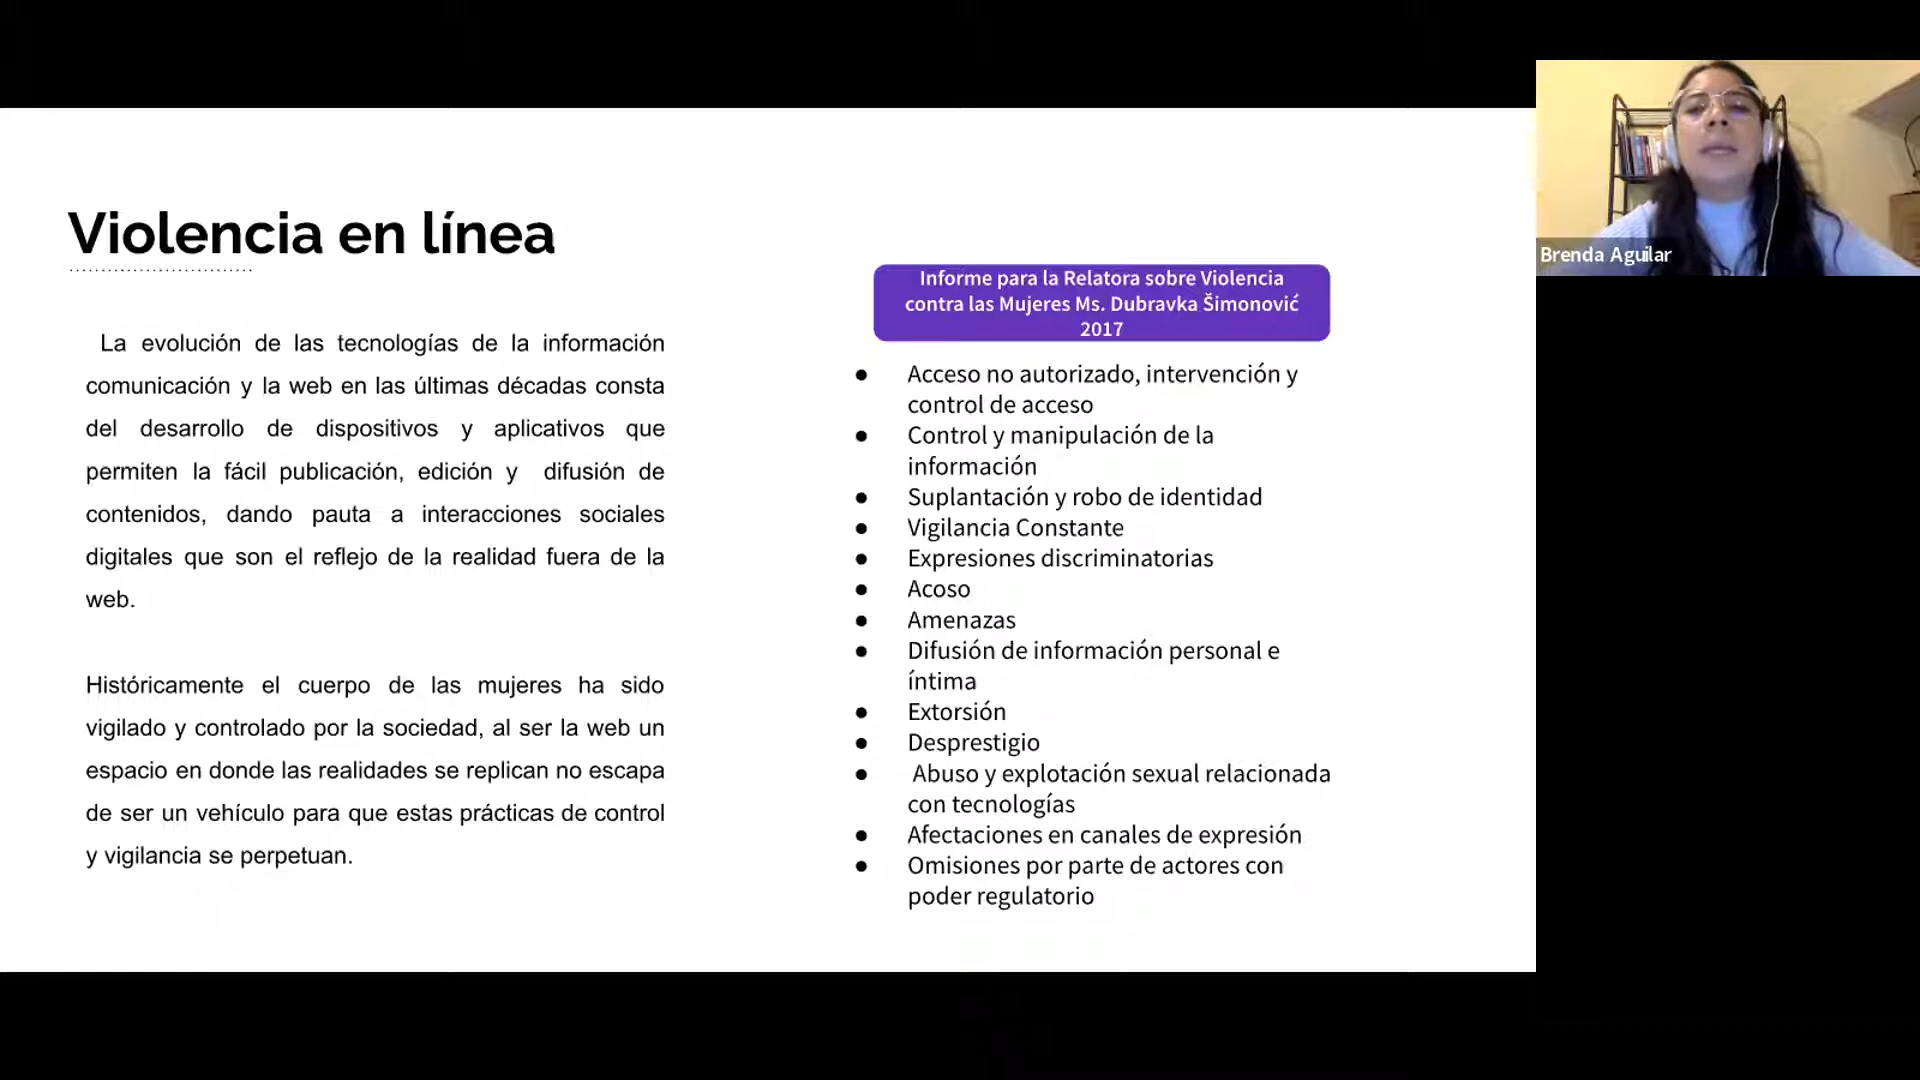 Violencia en línea
La evolución de las tecnologías de la información
comunicación y la web en las últimas décadas consta
del desarrollo de dispositivos y aplicativos que
permiten la fácil publicación, edición y difusión de
contenidos, dando pauta a interacciones sociales
digitales que son el reflejo de la realidad fuera de la
web.
Históricamente el cuerpo de las mujeres ha sido
vigilado y controlado por la sociedad, al ser la web un
espacio en donde las realidades se replican no escapa
de ser un vehículo para que estas prácticas de control
y vigilancia se perpetuan.
Informe para la Relatora sobre Violencia
contra las Mujeres Ms. Dubravka Šimonović
2017
● Acceso no autorizado, intervención y
control de acceso
● Control y manipulación de la
información
● Suplantación y robo de identidad
● Vigilancia Constante
● Expresiones discriminatorias
● Acoso
● Amenazas
● Difusión de información personal e
íntima
● Extorsión
● Desprestigio
● Abuso y explotación sexual relacionada
con tecnologías
● Afectaciones en canales de expresión
● Omisiones por parte de actores con
poder regulatorio
Brenda Aguilar